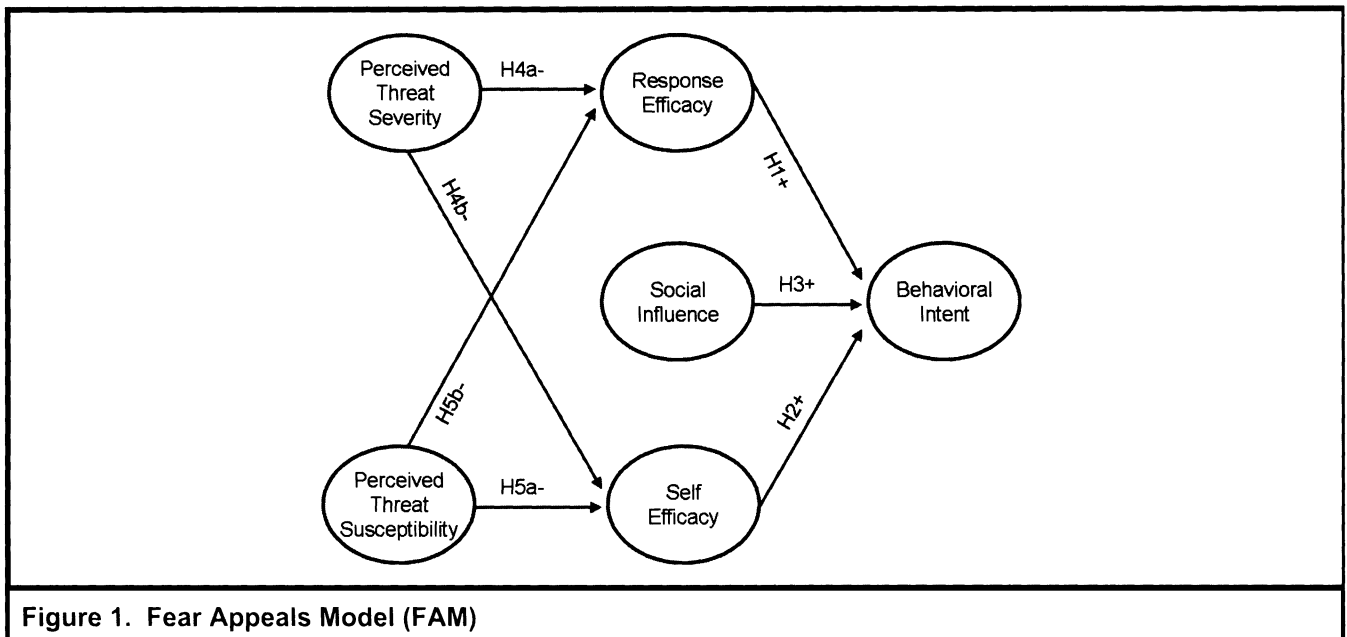 Perceived
Threat
Severity
H4a-
Response
Efficacy
H1+
H4b-
Social
Influence
H3+
Behavioral
Intent
H5b-
H2+
Perceived
Threat
Susceptibility
H5a-
Self
Efficacy
Figure 1. Fear Appeals Model (FAM)